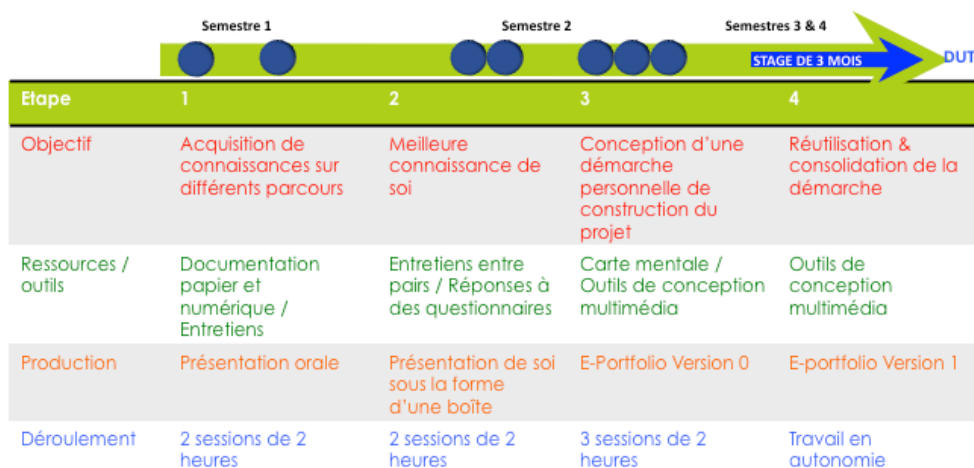 Semestre 1 Semestre 2 Semestres 3 & 4
STAGE DE 3 MOIS DUT
Etape 1 2 3 4
Objectif
Acquisition de
connaissances sur
différents parcours
Meilleure
connaissance de
soi
Conception d'une
démarche
personnelle de
construction du
projet
Réutilisation &
consolidation de la
démarche
Ressources /
outils
Documentation
papier et
numérique /
Entretiens
Entretiens entre
pairs / Réponses à
des questionnaires
Carte mentale /
Outils de conception
multimédia
Outils de
conception
multimédia
Production
Présentation orale
Présentation de soi
sous la forme
d'une boîte
E-Portfolio Version 0
E-portfolio Version 1
Déroulement
2 sessions de 2
heures
2 sessions de 2
heures
3 sessions de 2
heures
Travail en
autonomie